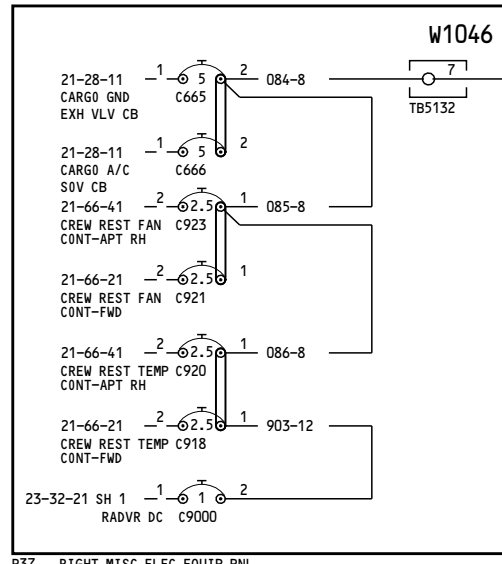 W1046
21-28-11 1 5 2 084-8 7
CARGO GND C665 TB5132
EXH VLV CB
21-28-11 1 5 2
CARGO A/C C666
SOV CB
21-66-41 2 2.5 1 085-8
CREW REST FAN C923
CONT-APT RH
21-66-21 2 2.5 1
CREW REST FAN C921
CONT-FWD
21-66-41 2 2.5 1 086-8
CREW REST TEMP C920
CONT-APT RH
21-66-21 2 2.5 1 903-12
CREW REST TEMP C918
CONT-FWD
23-32-21 SH 1 1 1 2
RADVR DC C9000
P37 RIGHT MISC ELEC EQUIP PNL